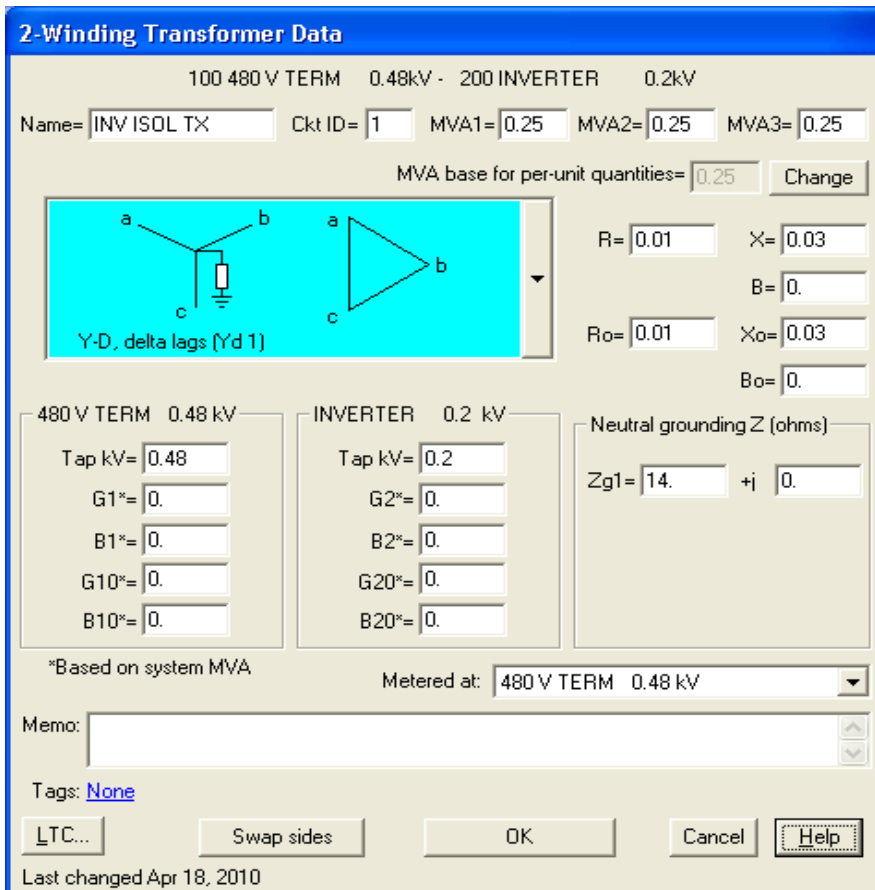 2-Winding Transformer Data
100 480 V TERM 0.48kV - 200 INVERTER 0.2kV
Name= INV ISOL TX Ckt ID= 1 MVA1= 0.25 MVA2= 0.25 MVA3= 0.25
MVA base for per-unit quantities= 0.25 Change
a b c a b c
Y-D, delta lags (Yd 1)
R= 0.01 X= 0.03
B= 0.
Ro= 0.01 Xo= 0.03
Bo= 0.
480 V TERM 0.48 kV
Tap kV= 0.48
G1*= 0.
B1*= 0.
G10*= 0.
B10*= 0.
INVERTER 0.2 kV
Tap kV= 0.2
G2*= 0.
B2*= 0.
G20*= 0.
B20*= 0.
Neutral grounding Z (ohms)
Zg1= 14. +j 0.
*Based on system MVA
Metered at: 480 V TERM 0.48 kV
Memo:
Tags: None
LTC... Swap sides OK Cancel Help
Last changed Apr 18, 2010